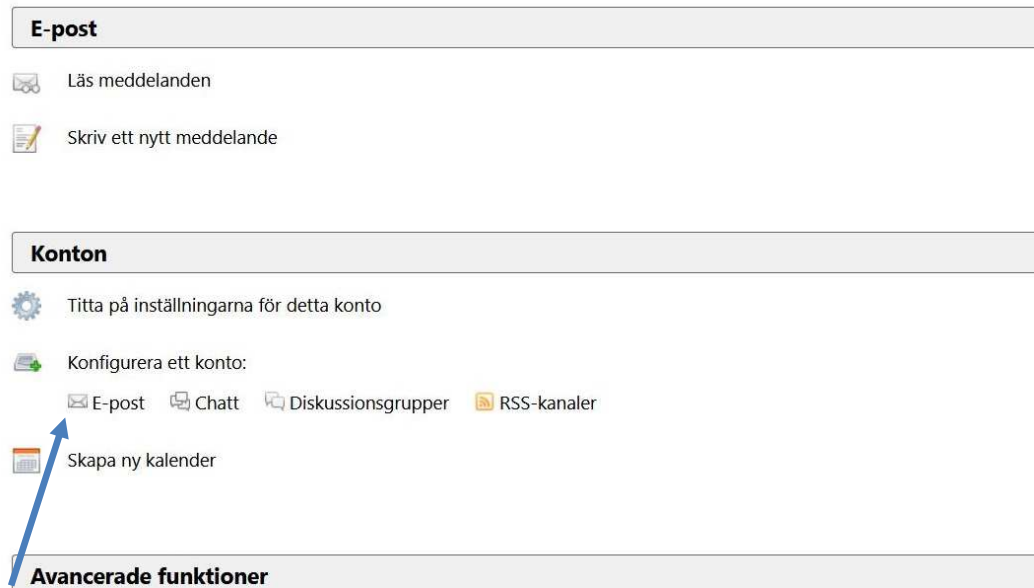 E-post
Läs meddelanden
Skriv ett nytt meddelande
Konton
Titta på inställningarna för detta konto
Konfigurera ett konto:
E-post Chatt Diskussionsgrupper RSS-kanaler
Skapa ny kalender
Avancerade funktioner